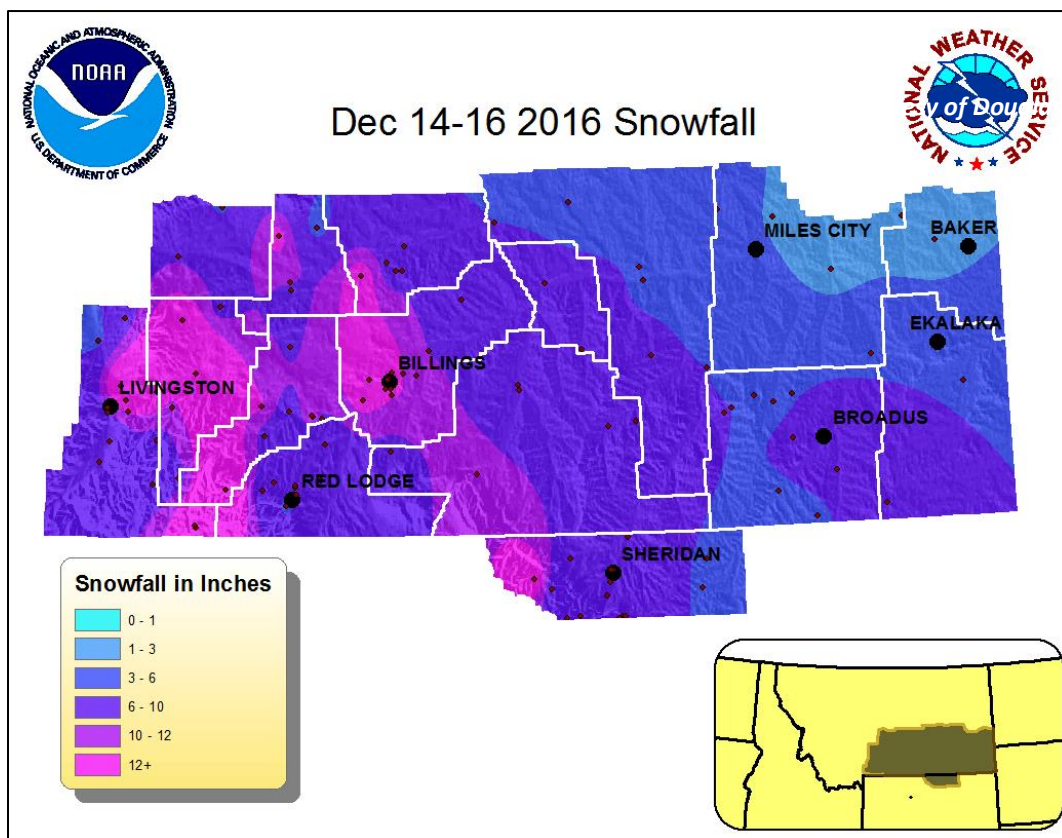 NATIONAL OCEANIC AND ATMOSPHERIC ADMINISTRATION
NOAA
U.S. DEPARTMENT OF COMMERCE
Dec 14-16 2016 Snowfall
NATIONAL WEATHER SERVICE
y of Doug
MILES CITY
BAKER
EKALAKA
BILLINGS
LIVINGSTON
BROADUS
RED LODGE
SHERIDAN
Snowfall in Inches
0 - 1
1 - 3
3 - 6
6 - 10
10 - 12
12+